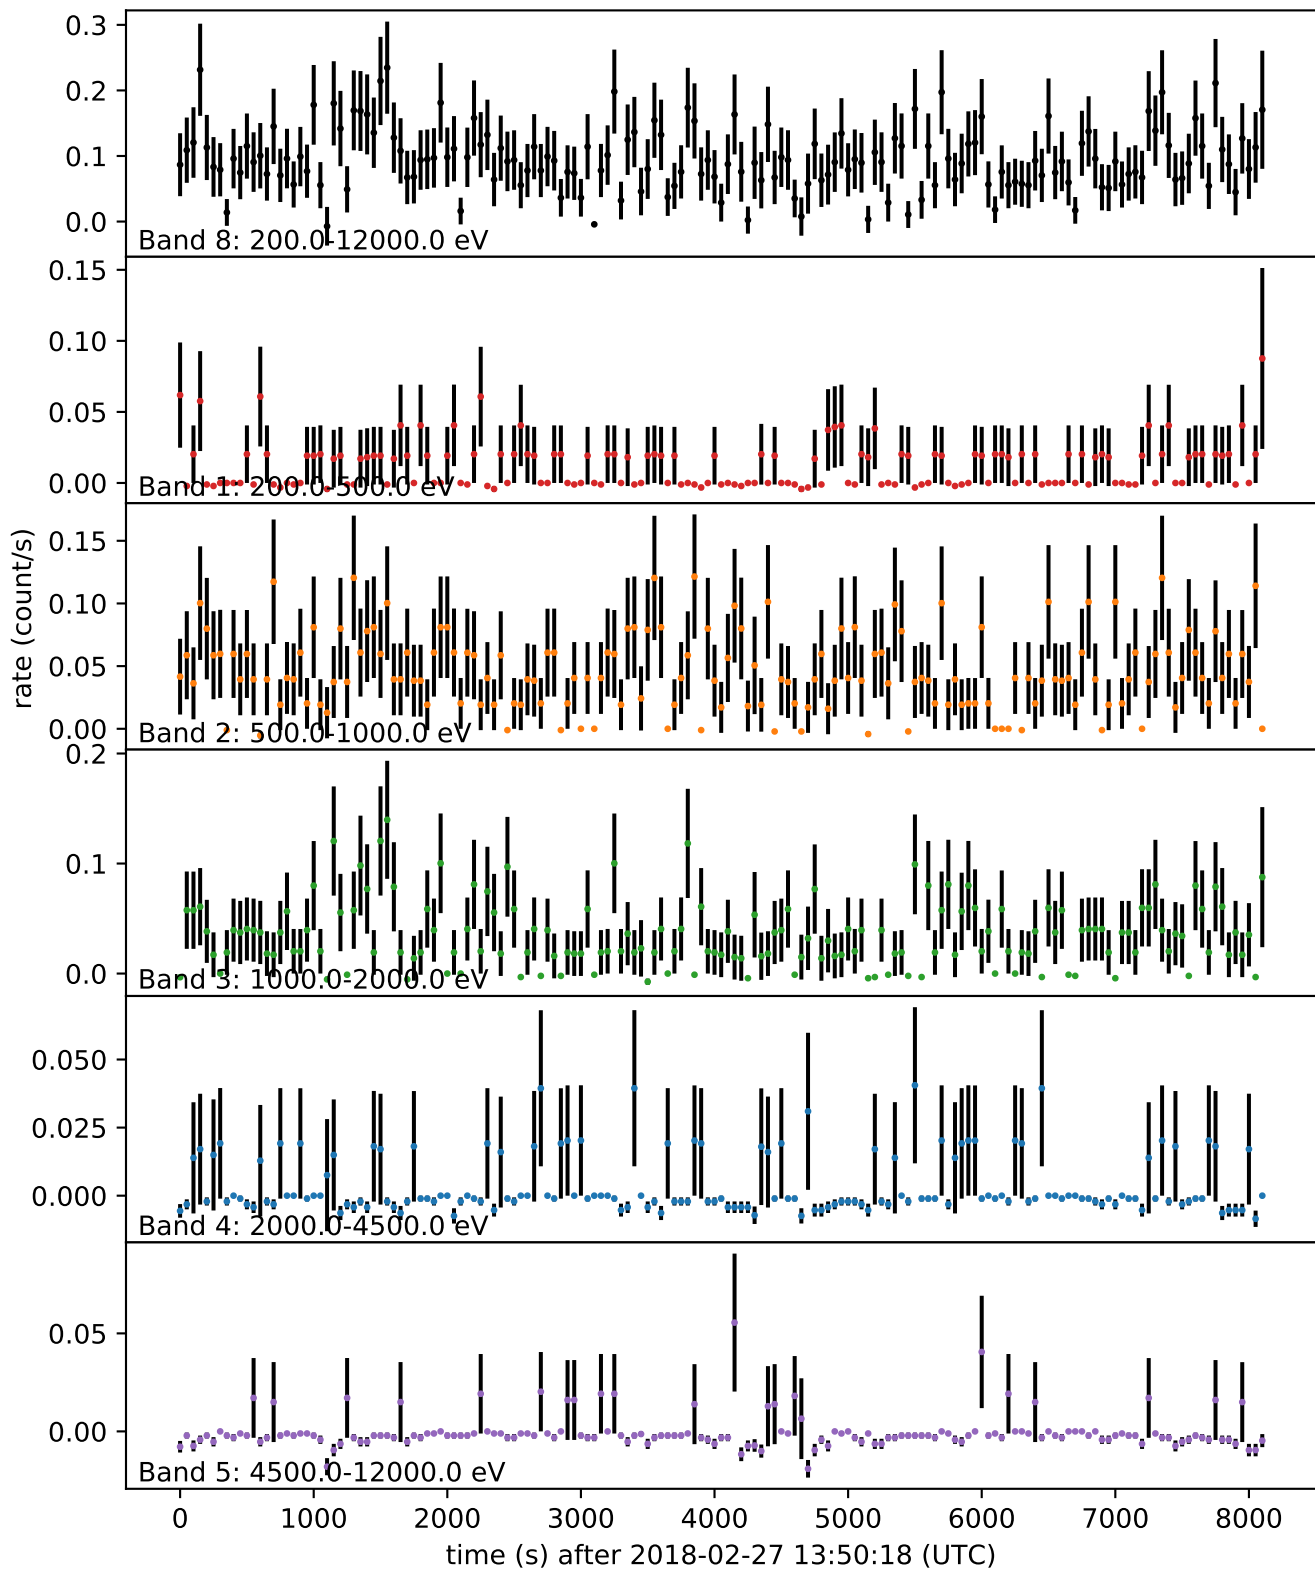 0.3
0.2
0.1
0.0
Band 8: 200.0-12000.0 eV
0.15
0.10
0.05
0.00
Band 1: 200.0-500.0 eV
0.15
0.10
0.05
0.00
Band 2: 500.0-1000.0 eV
rate (count/s)
0.2
0.1
0.0
Band 3: 1000.0-2000.0 eV
0.050
0.025
0.000
Band 4: 2000.0-4500.0 eV
0.05
0.00
Band 5: 4500.0-12000.0 eV
0 1000 2000 3000 4000 5000 6000 7000 8000
time (s) after 2018-02-27 13:50:18 (UTC)